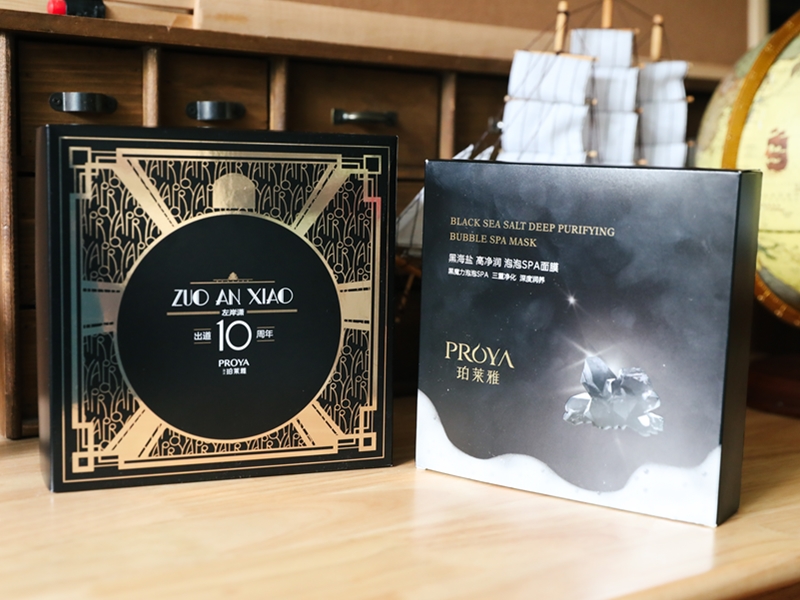 ZUO AN XIAO
左岸潇
出道 10 周年
PROYA
珀莱雅
BLACK SEA SALT DEEP PURIFYING
BUBBLE SPA MASK
黑海盐 高净润 泡泡SPA面膜
黑魔力泡泡SPA 三重净化 深度润养
PROYA
珀莱雅